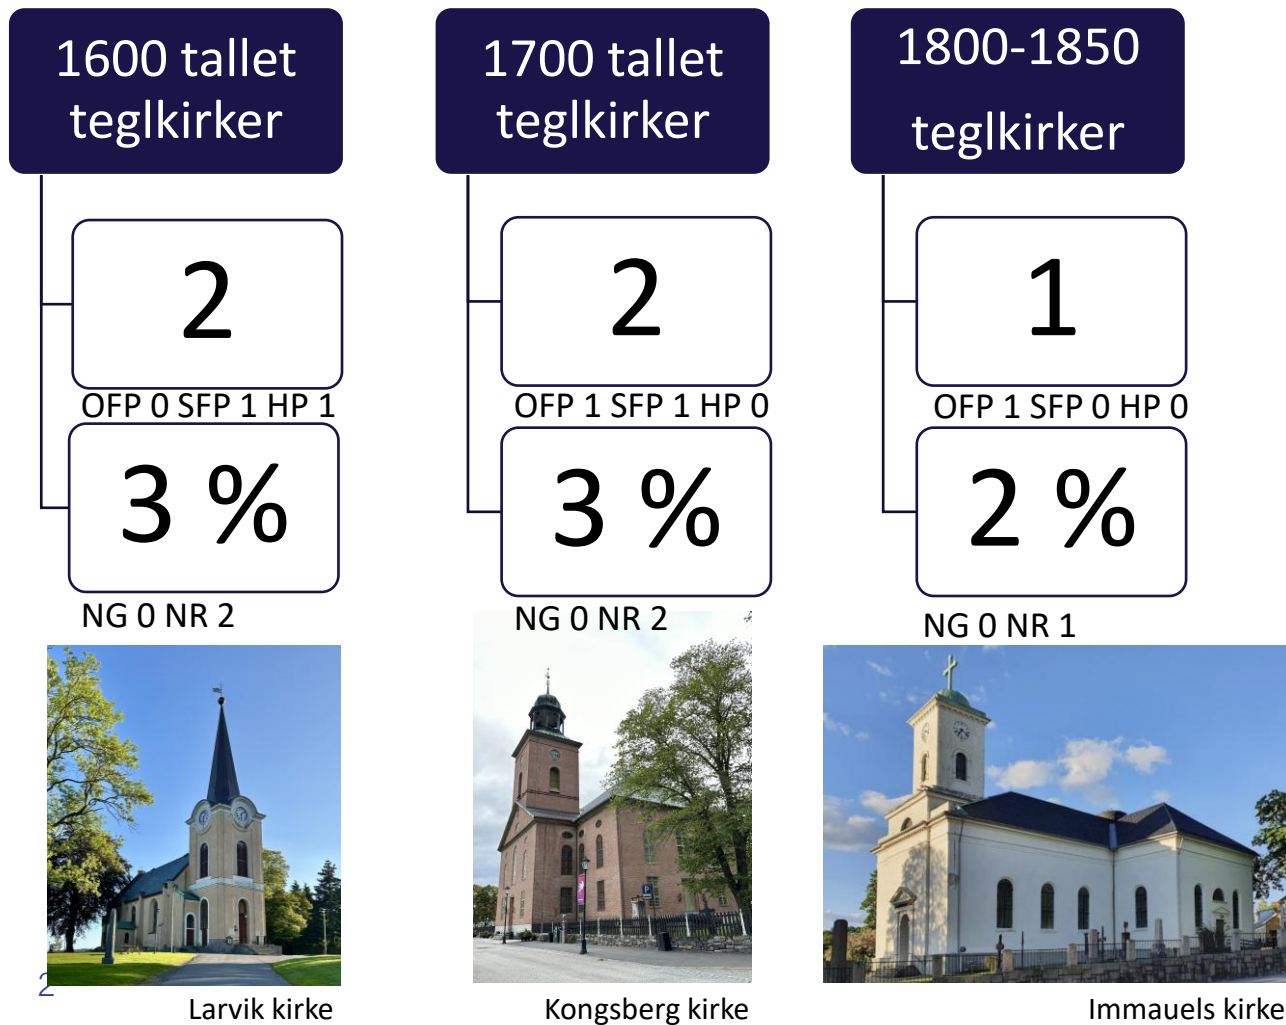 1600 tallet
teglkirker
2
OFP 0 SFP 1 HP 1
3 %
NG 0 NR 2
Larvik kirke
1700 tallet
teglkirker
2
OFP 1 SFP 1 HP 0
3 %
NG 0 NR 2
P
Kongsberg kirke
1800-1850
teglkirker
1
OFP 1 SFP 0 HP 0
2 %
NG 0 NR 1
Immauels kirke
2